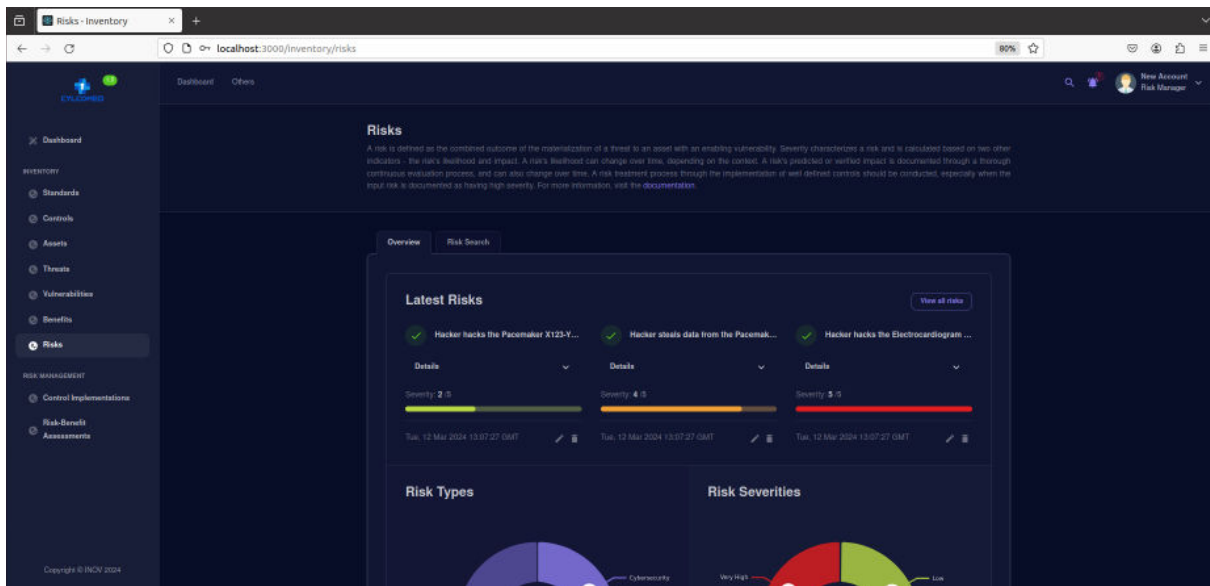 Risks - Inventory
localhost:3000/inventory/risks
80%
CYLCOMED
Dashboard
Others
New Account
Risk Manager
Dashboard
INVENTORY
Standards
Controls
Assets
Threats
Vulnerabilities
Benefits
Risks
RISK MANAGEMENT
Control Implementations
Risk-Benefit
Assessments
Copyright © INOV 2024
Risks
A risk is defined as the combined outcome of the materialization of a threat to an asset with an enabling vulnerability. Severity characterizes a risk and is calculated based on two other
indicators - the risk's likelihood and impact. A risk's likelihood can change over time, depending on the context. A risk's predicted or verified impact is documented through a thorough
continuous evaluation process, and can also change over time. A risk treatment process through the implementation of well defined controls should be conducted, especially when the
input risk is documented as having high severity. For more information, visit the documentation.
Overview
Risk Search
Latest Risks
View all risks
Hacker hacks the Pacemaker X123-Y...
Details
Severity: 2 /5
Tue, 12 Mar 2024 13:07:27 GMT
Hacker steals data from the Pacemak...
Details
Severity: 4 /5
Tue, 12 Mar 2024 13:07:27 GMT
Hacker hacks the Electrocardiogram ...
Details
Severity: 5 /5
Tue, 12 Mar 2024 13:07:27 GMT
Risk Types
Cybersecurity
Risk Severities
Very High
Low